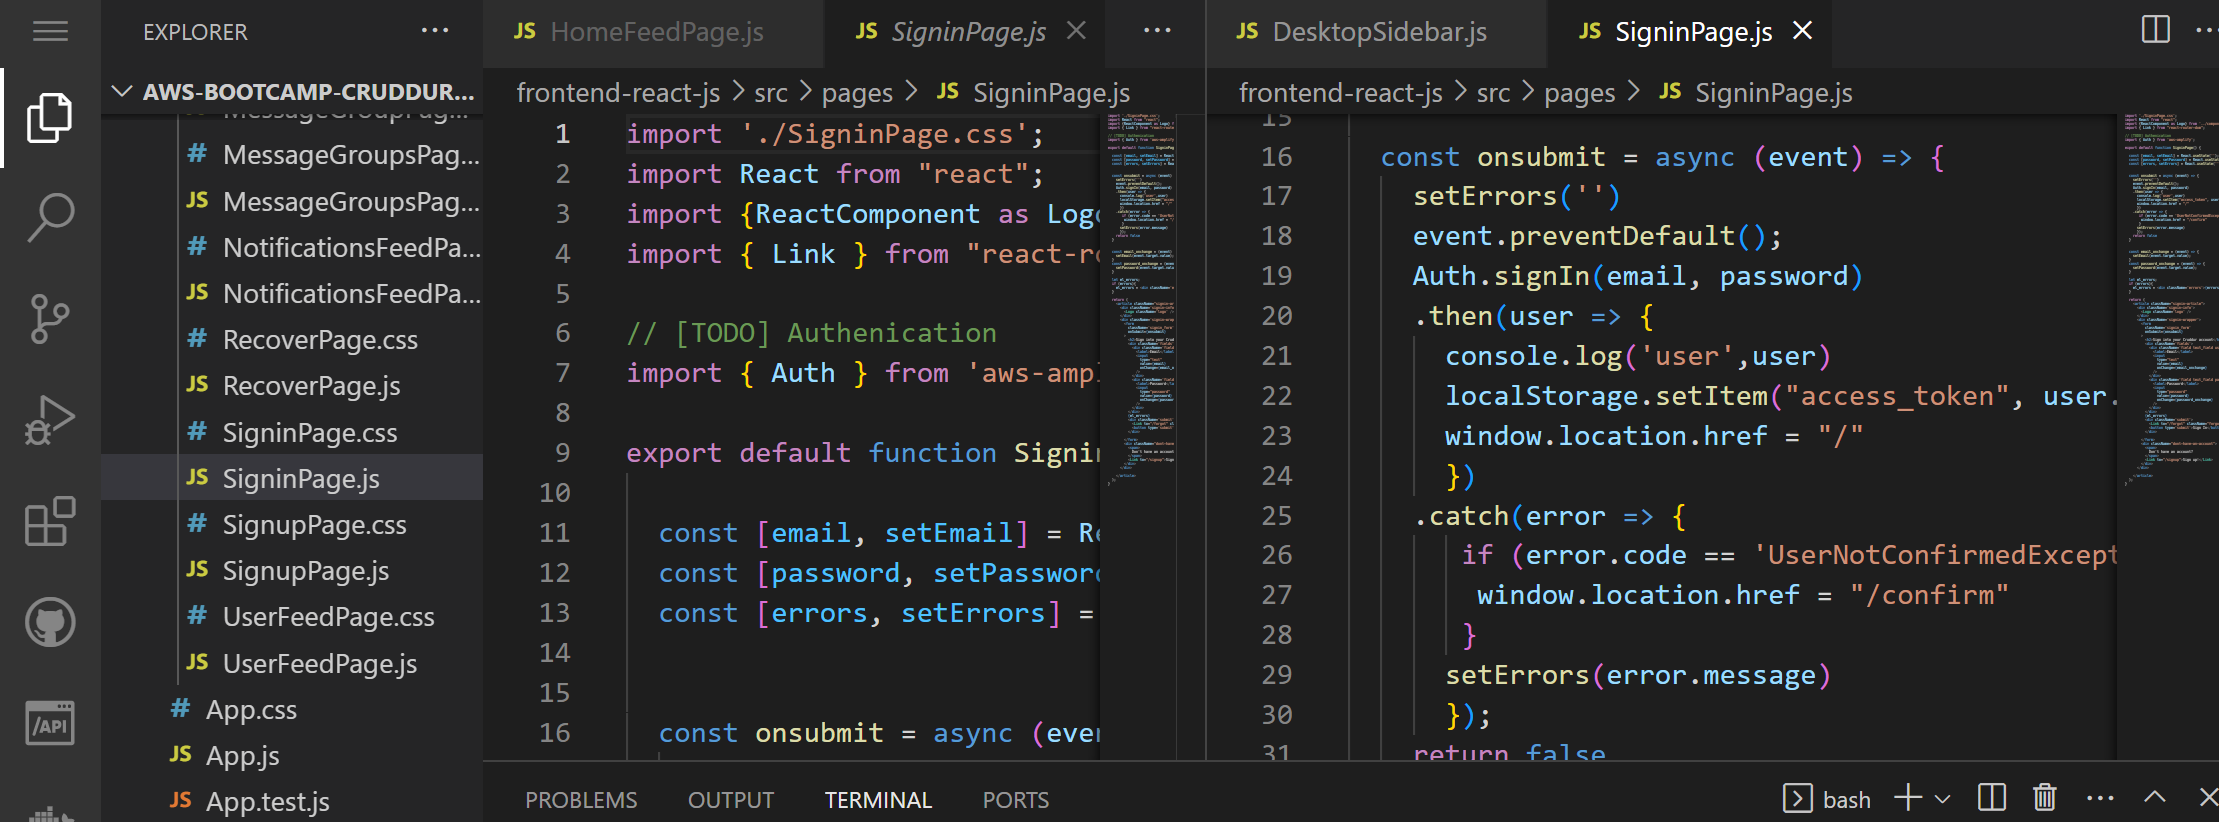 EXPLORER
AWS-BOOTCAMP-CRUDDUR...
MessageGroupPag...
# MessageGroupsPag...
JS MessageGroupsPag...
# NotificationsFeedPa...
JS NotificationsFeedPa...
# RecoverPage.css
JS RecoverPage.js
# SigninPage.css
JS SigninPage.js
# SignupPage.css
JS SignupPage.js
# UserFeedPage.css
JS UserFeedPage.js
# App.css
JS App.js
JS App.test.js
/API
JS HomeFeedPage.js
JS SigninPage.js
frontend-react-js > src > pages > JS SigninPage.js
1 import './SigninPage.css';
2 import React from "react";
3 import {ReactComponent as Logo
4 import { Link } from "react-ro
5
6 // [TODO] Authenication
7 import { Auth } from 'aws-ampl
8
9 export default function Signin
10
11 const [email, setEmail] = Re
12 const [password, setPassword
13 const [errors, setErrors] =
14
15
16 const onsubmit = async (even
JS DesktopSidebar.js
JS SigninPage.js
frontend-react-js > src > pages > JS SigninPage.js
15
16 const onsubmit = async (event) => {
17 setErrors('')
18 event.preventDefault();
19 Auth.signIn(email, password)
20 .then(user => {
21 console.log('user',user)
22 localStorage.setItem("access_token", user.
23 window.location.href = "/"
24 })
25 .catch(error => {
26 if (error.code == 'UserNotConfirmedExcept
27 window.location.href = "/confirm"
28 }
29 setErrors(error.message)
30 });
31 return false
PROBLEMS OUTPUT TERMINAL PORTS
bash